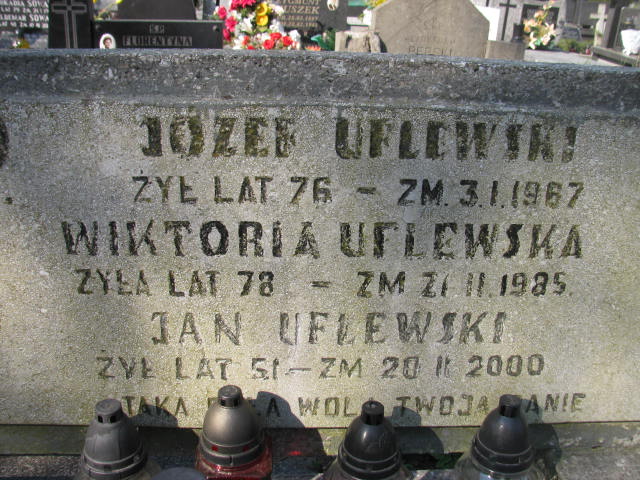 FLORENTYNA
JÓZEF UFLEWSKI
ŻYŁ LAT 76 – ZM. 3.I.1967
WIKTORIA UFLEWSKA
ŻYŁA LAT 78 – ZM 21 II.1985.
JAN UFLEWSKI
ŻYŁ LAT 51 – ZM 20 II 2000
TAKA TWOJA PANIE